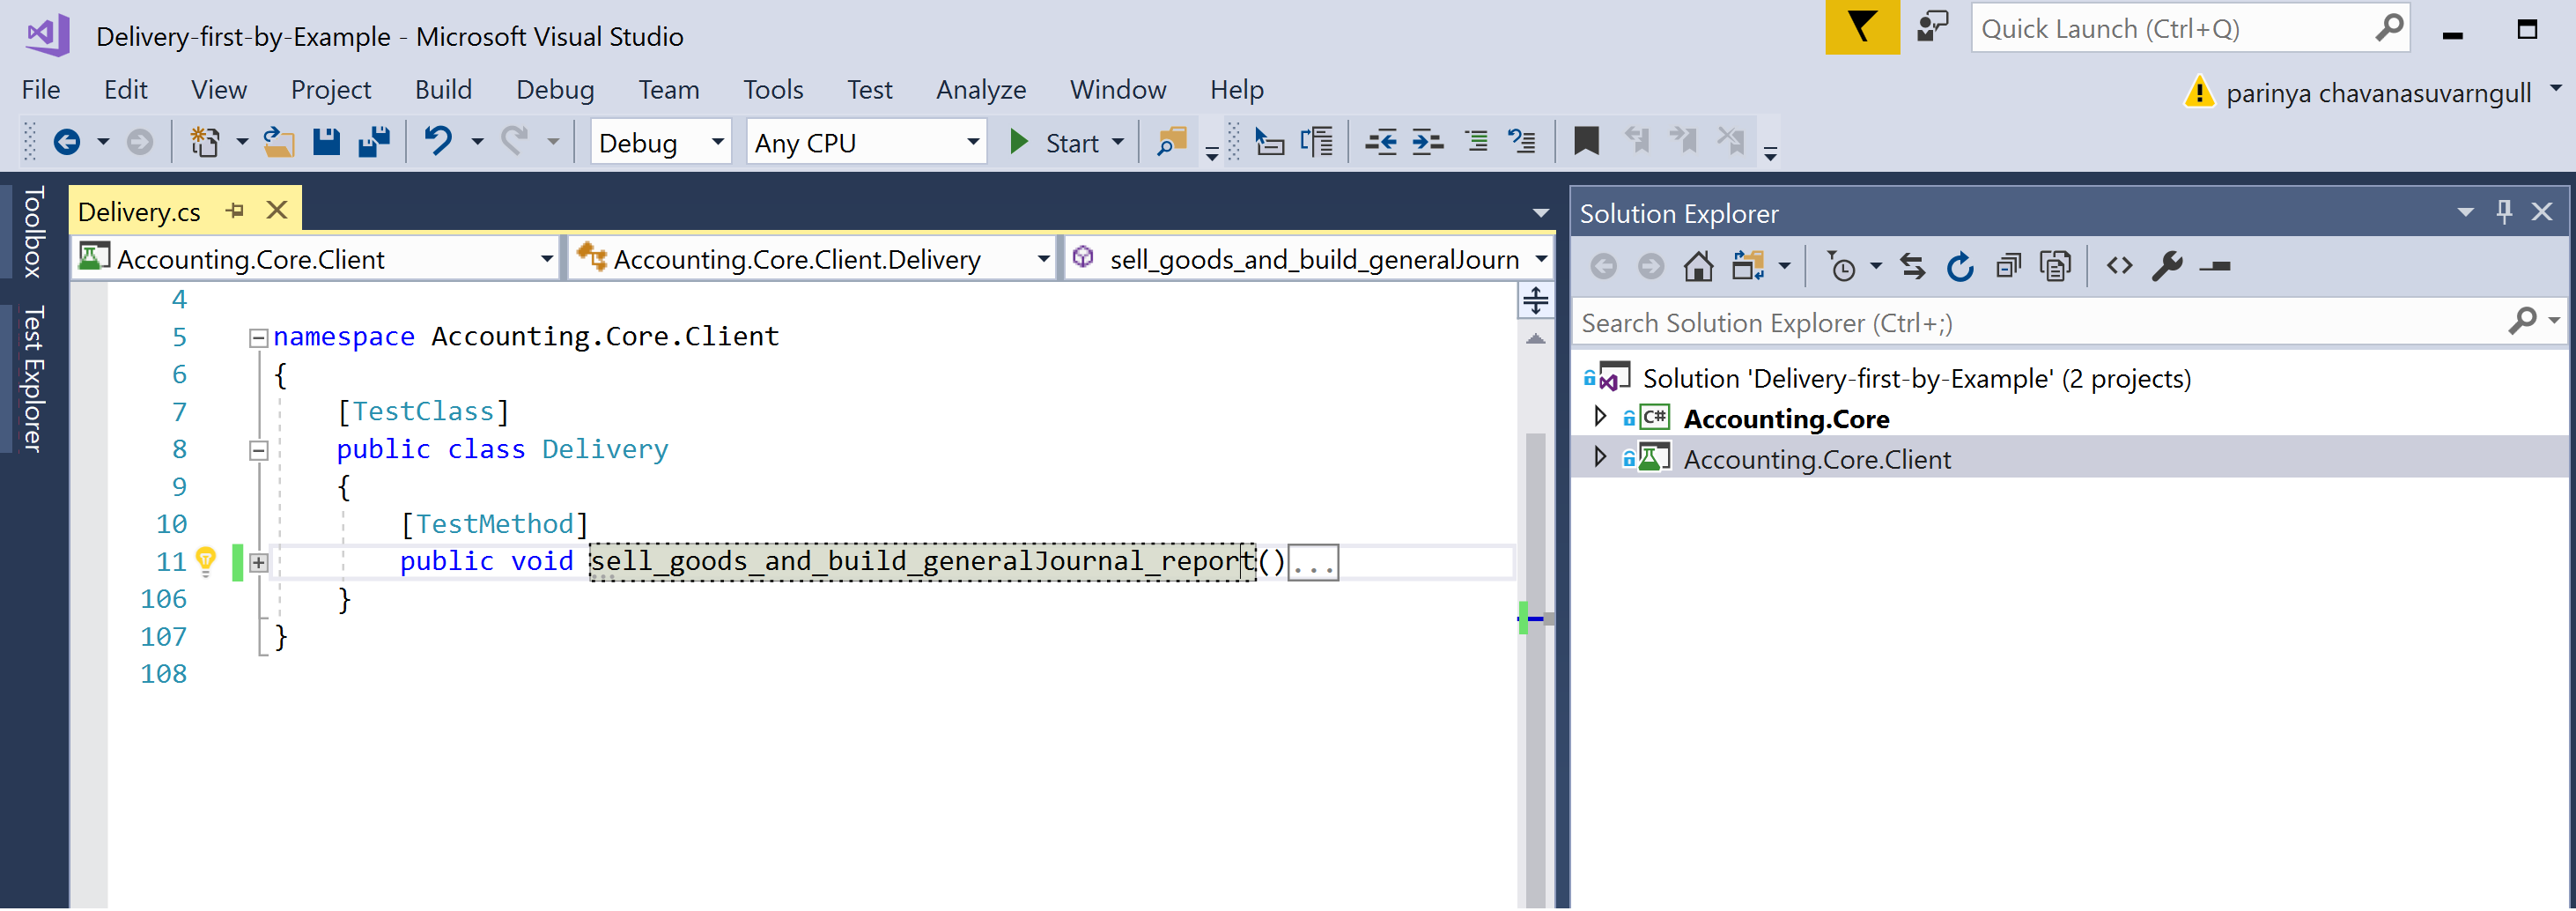 Delivery-first-by-Example - Microsoft Visual Studio
Quick Launch (Ctrl+Q)
File Edit View Project Build Debug Team Tools Test Analyze Window Help
parinya chavanasuvarngull
Debug Any CPU Start
Toolbox
Test Explorer
Delivery.cs
Accounting.Core.Client Accounting.Core.Client.Delivery sell_goods_and_build_generalJourn
4
5 namespace Accounting.Core.Client
6 {
7 [TestClass]
8 public class Delivery
9 {
10 [TestMethod]
11 public void sell_goods_and_build_generalJournal_report()...
106 }
107 }
108
Solution Explorer
Search Solution Explorer (Ctrl+;)
Solution 'Delivery-first-by-Example' (2 projects)
C# Accounting.Core
Accounting.Core.Client